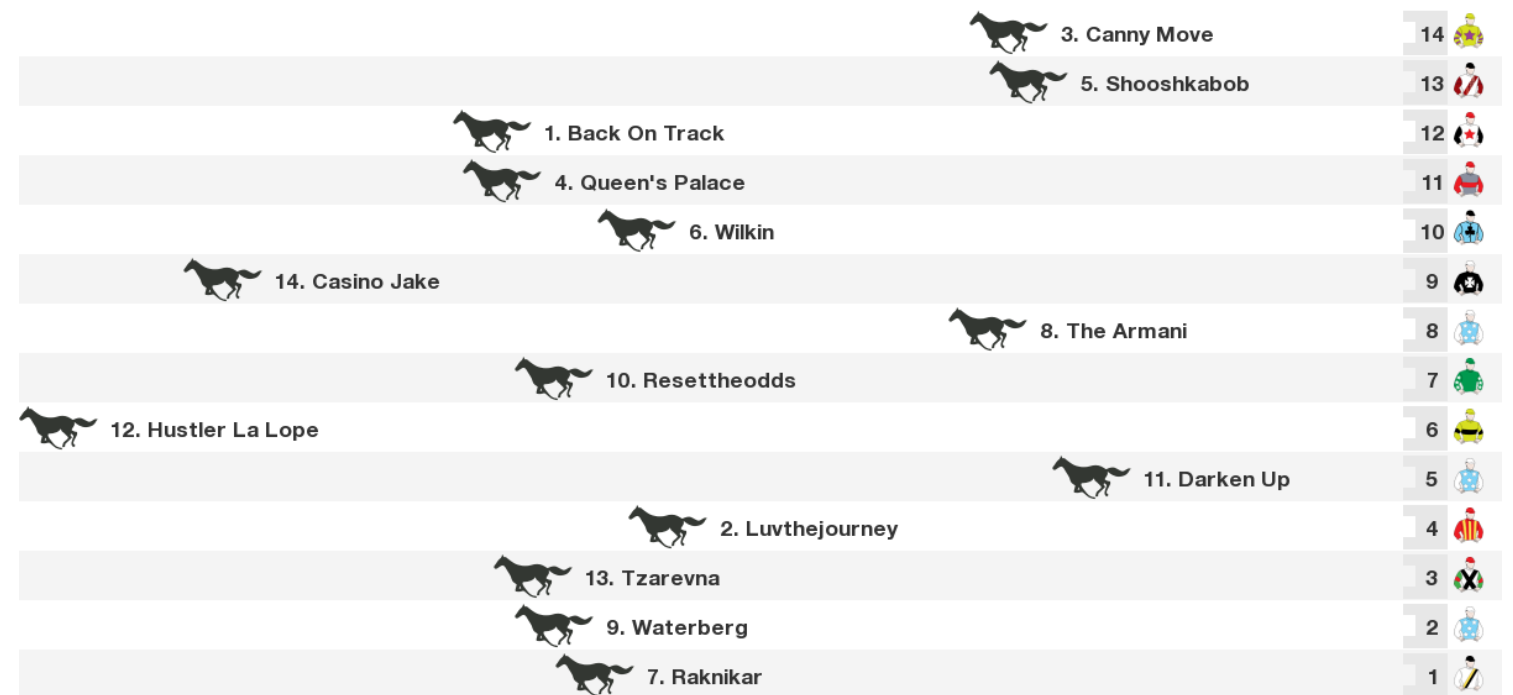 3. Canny Move 14
5. Shooshkabob 13
1. Back On Track 12
4. Queen's Palace 11
6. Wilkin 10
14. Casino Jake 9
8. The Armani 8
10. Resettheodds 7
12. Hustler La Lope 6
11. Darken Up 5
2. Luvthejourney 4
13. Tzarevna 3
9. Waterberg 2
7. Raknikar 1